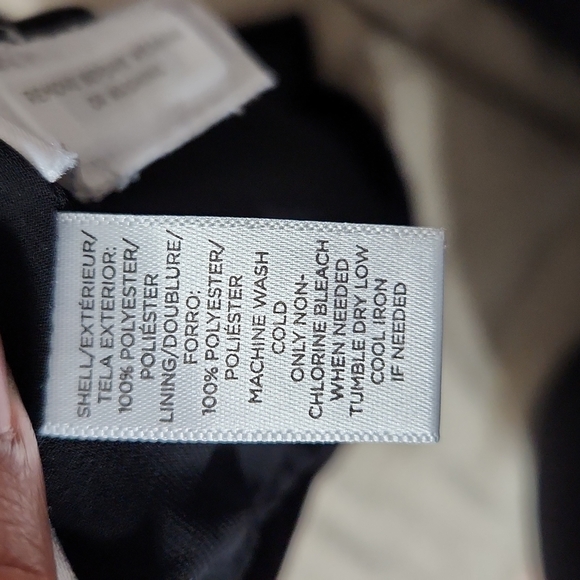 SHELL/EXTÉRIEUR/
TELA EXTERIOR:
100% POLYESTER/
POLIÉSTER
LINING/DOUBLURE/
FORRO:
100% POLYESTER/
POLIÉSTER
MACHINE WASH
COLD
ONLY NON-
CHLORINE BLEACH
WHEN NEEDED
TUMBLE DRY LOW
COOL IRON
IF NEEDED